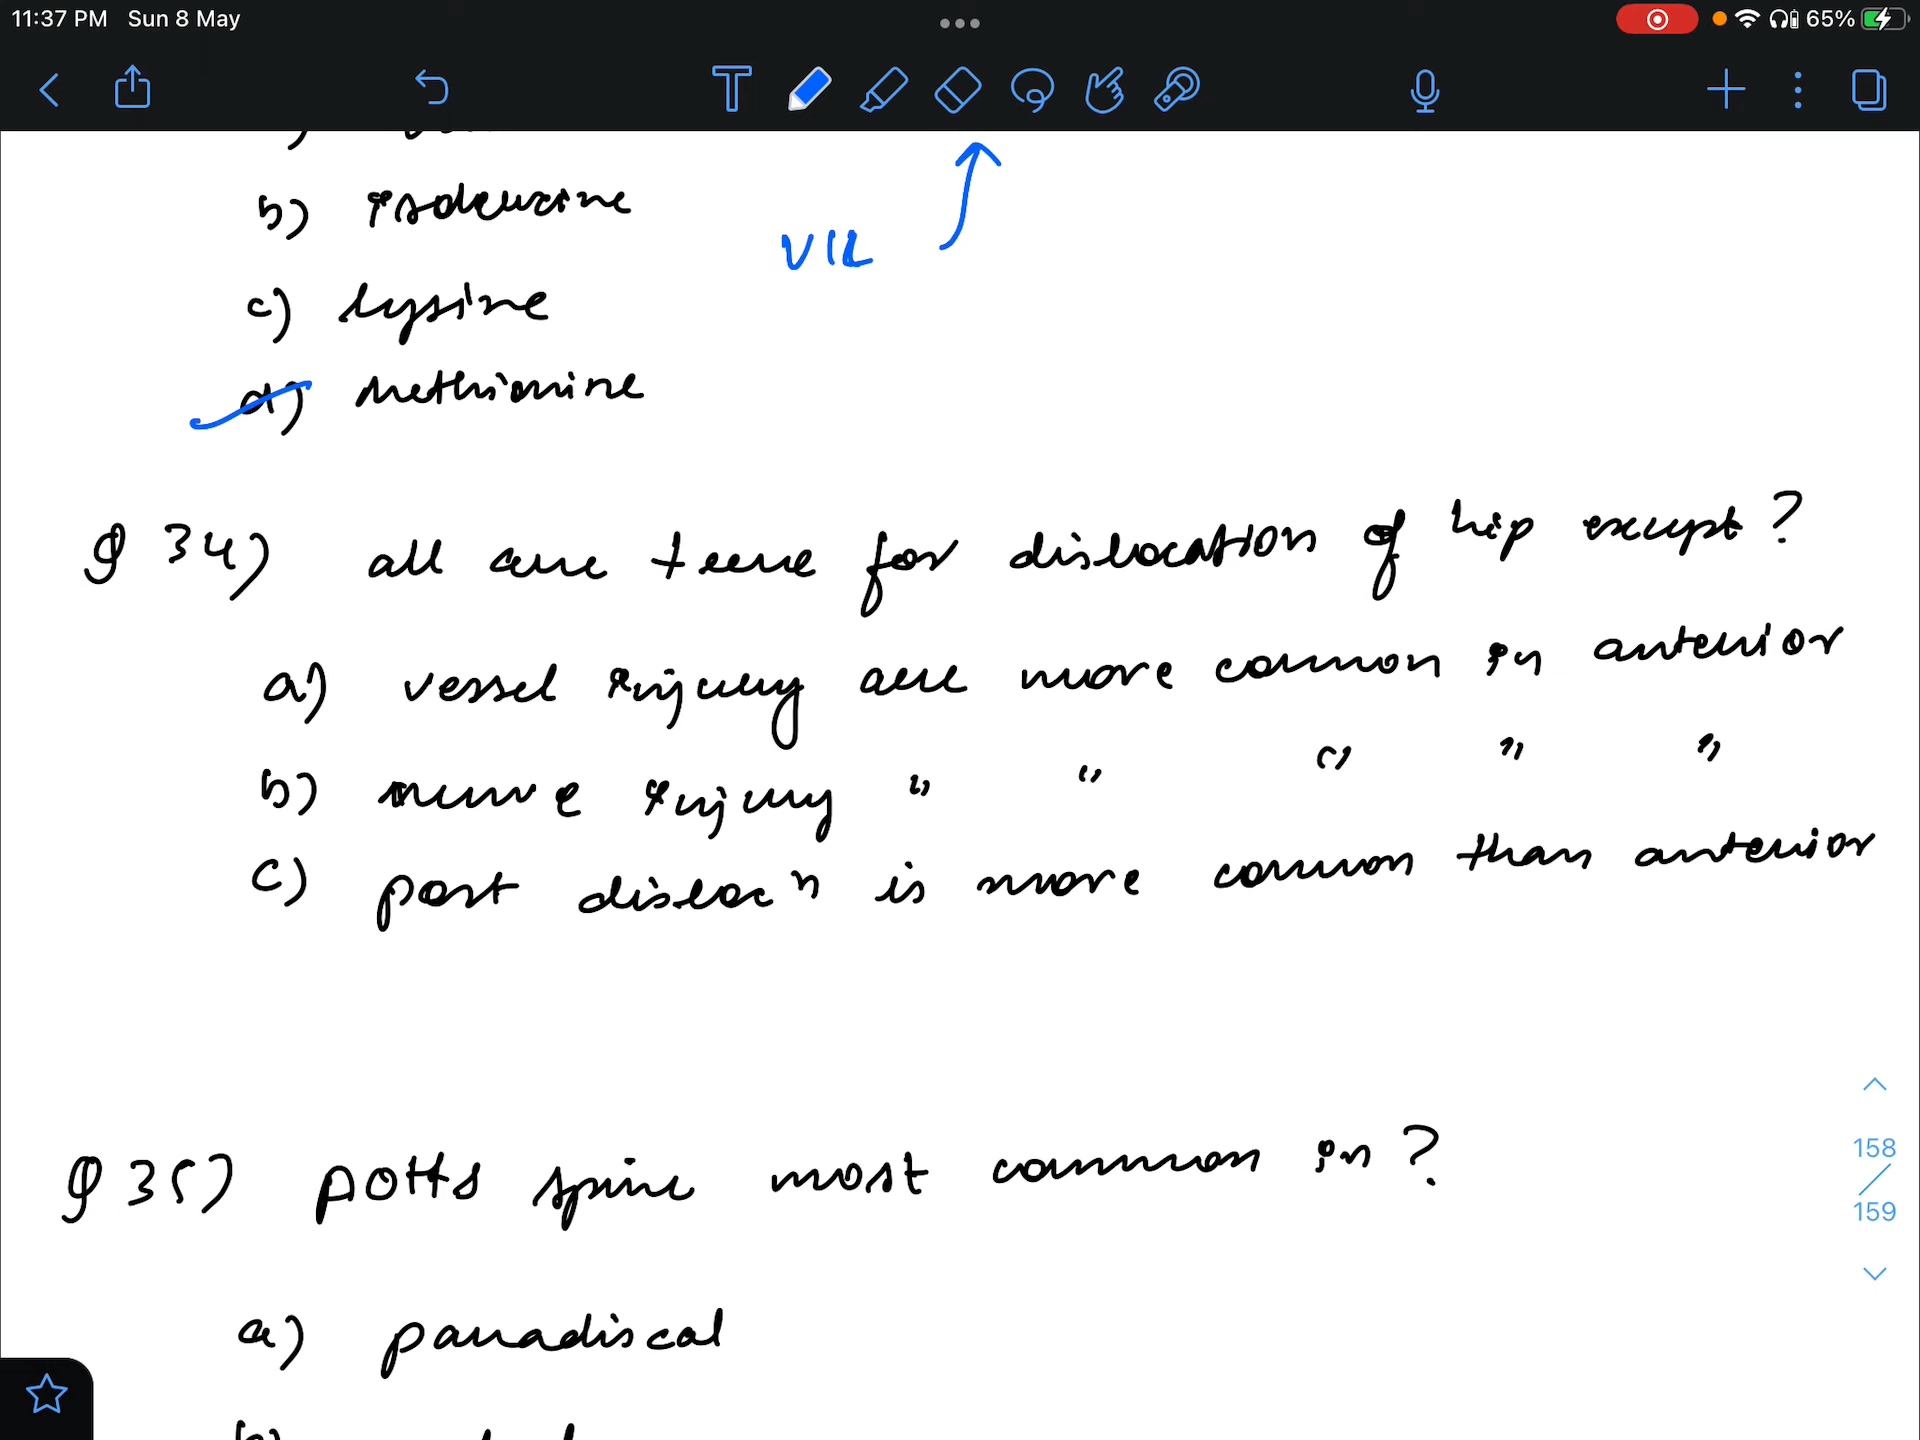 11:37 PM Sun 8 May 65%
b) isoleucine
VIL
c) lysine
d) Methionine
Q 34) all are true for dislocation of hip except?
a) vessel injury are more common in anterior
b) nerve injury " " " " "
c) post dislocn is more common than anterior
158
159
Q 35) potts spine most common in?
a) paradiscal